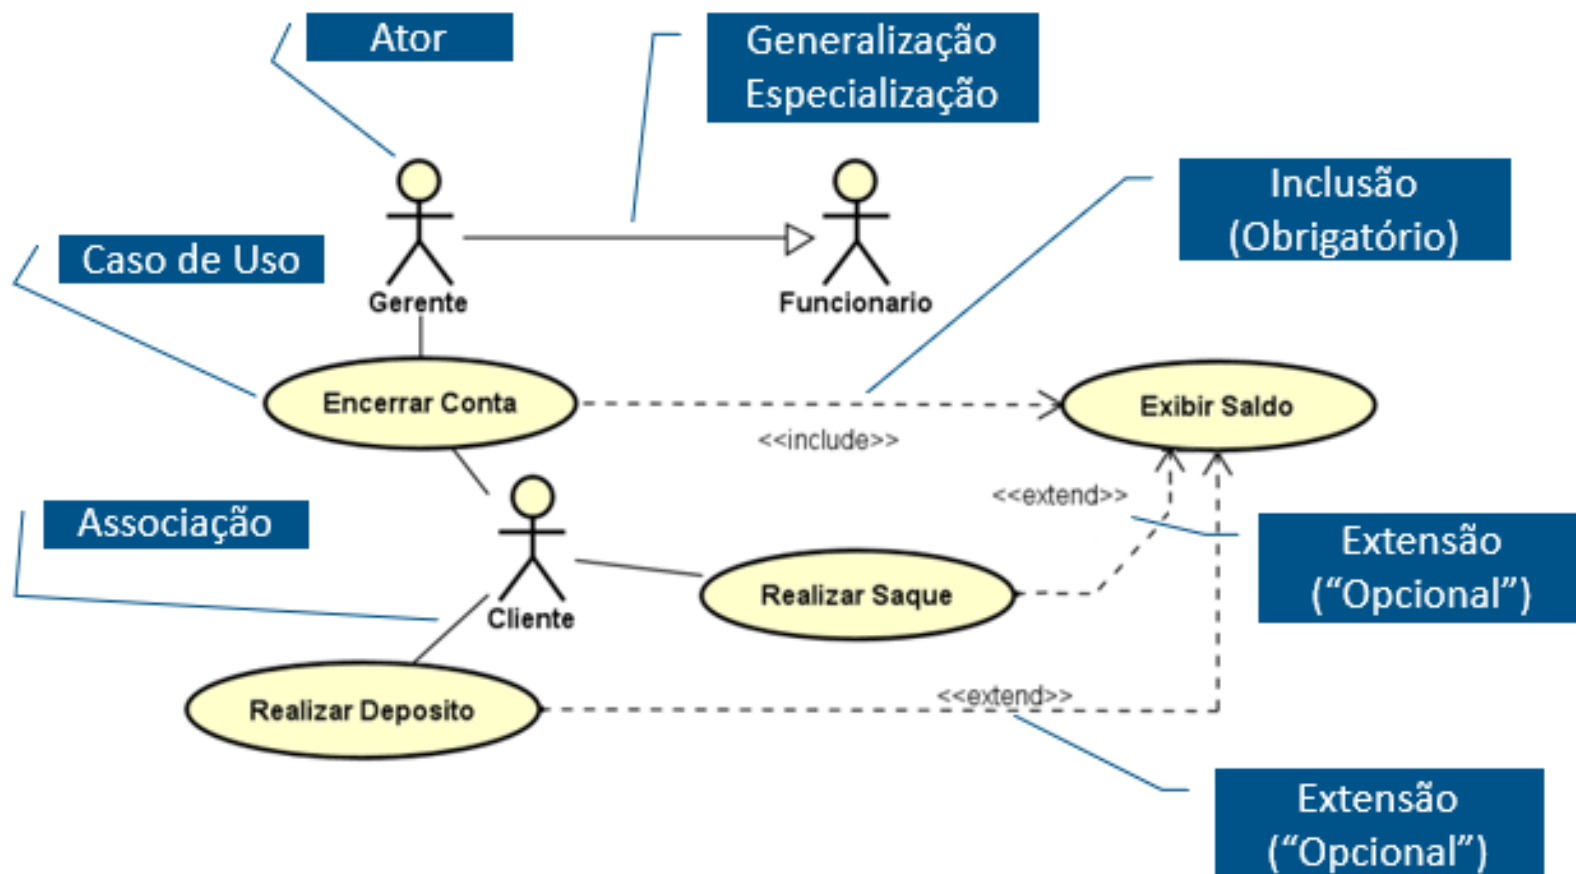 Ator
Generalização
Especialização
Inclusão
(Obrigatório)
Caso de Uso
Gerente
Funcionario
Encerrar Conta
Exibir Saldo
<<include>>
<<extend>>
Associação
Extensão
(“Opcional”)
Realizar Saque
Cliente
<<extend>>
Realizar Deposito
Extensão
(“Opcional”)